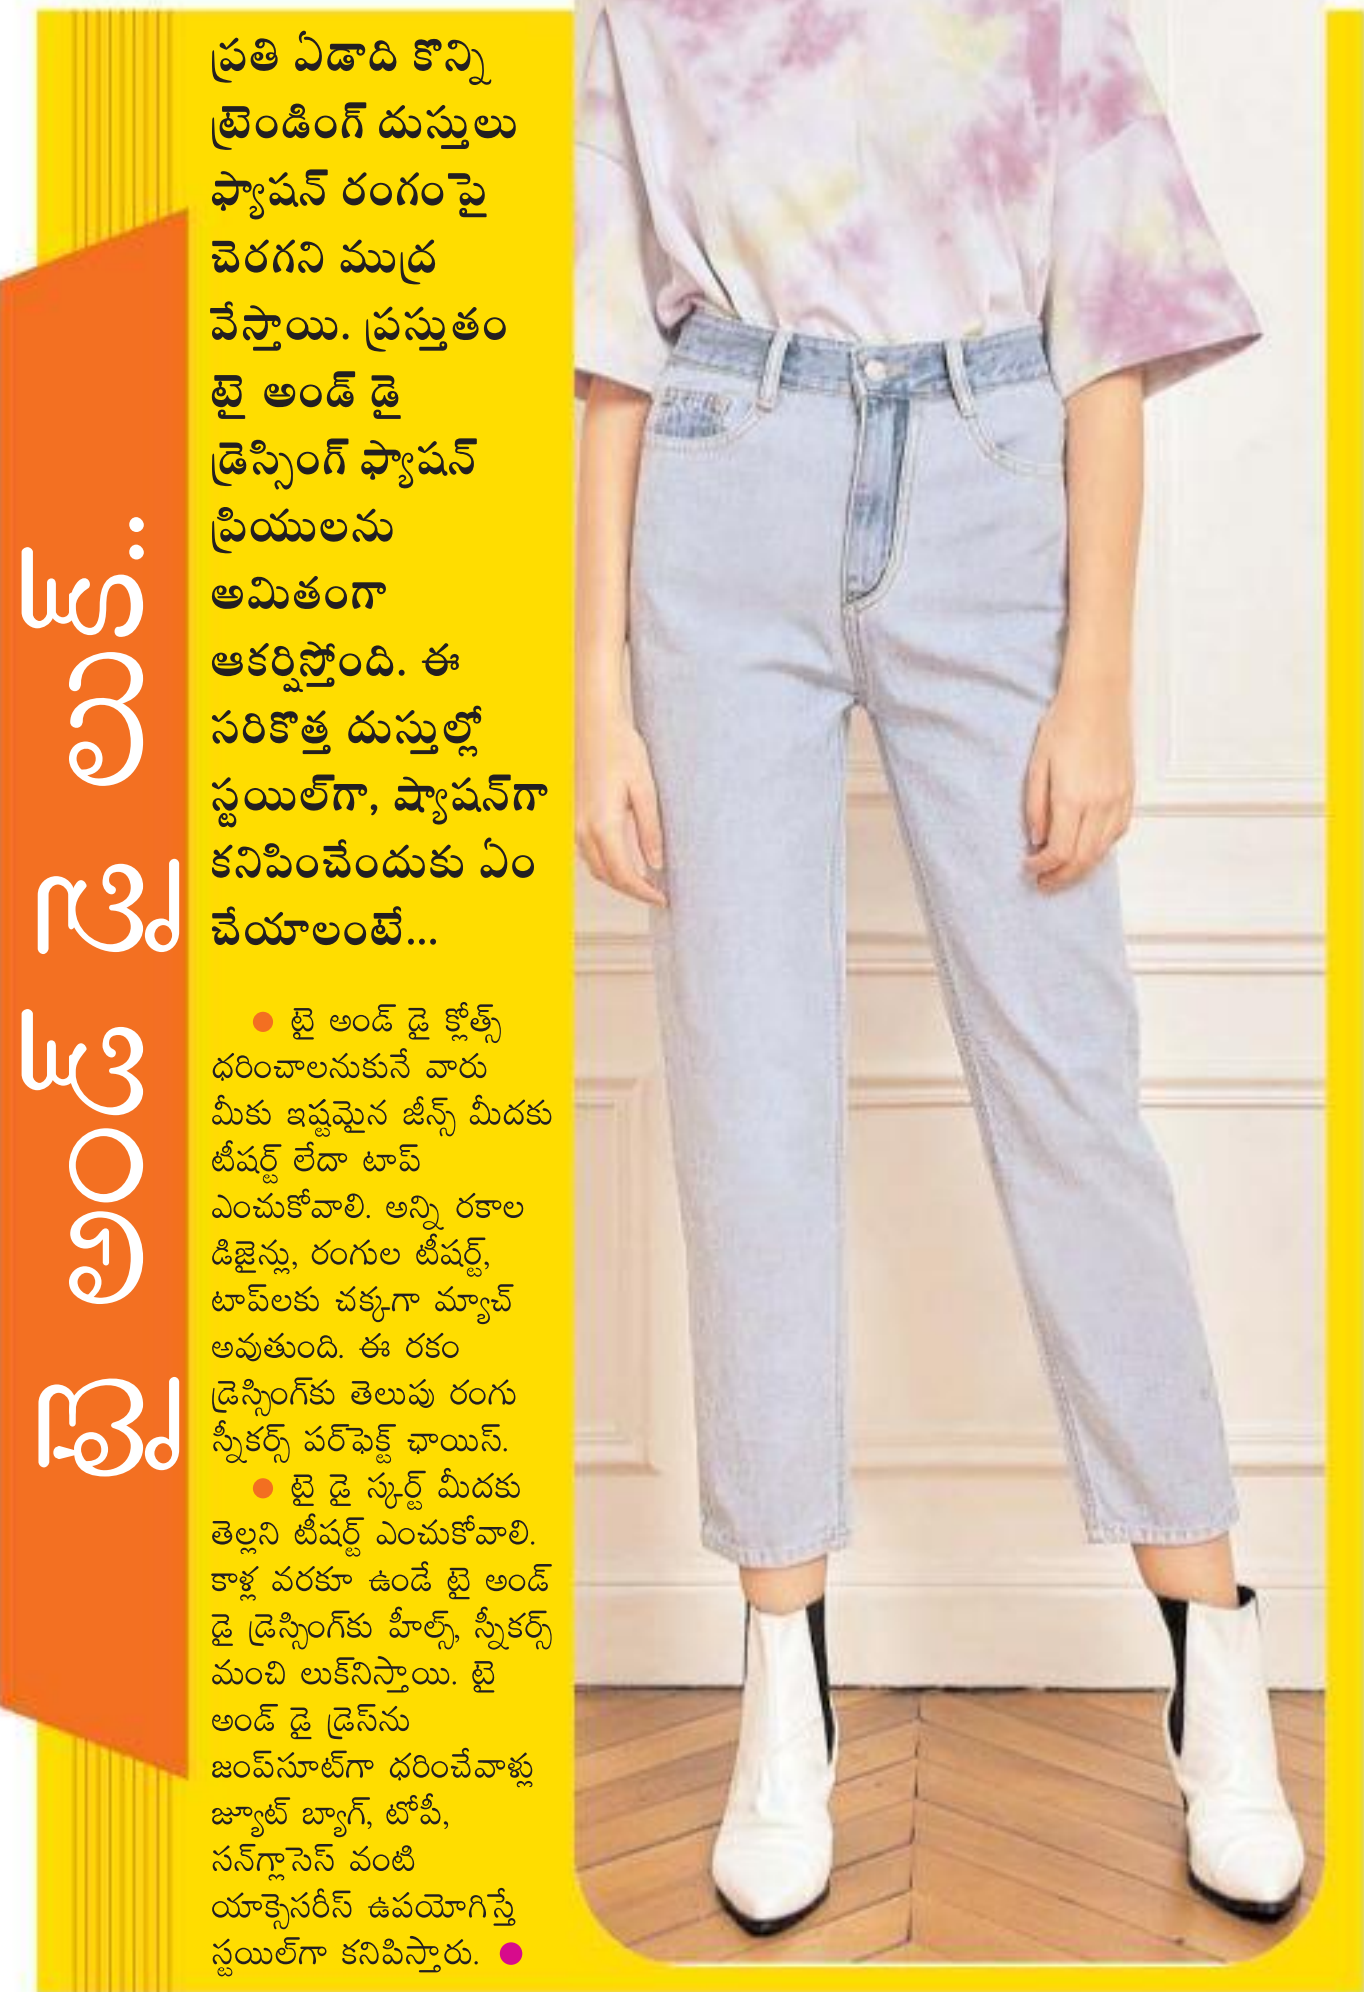 టై అండ్ డై లుక్..
ప్రతి ఏడాది కొన్ని
ట్రెండింగ్ దుస్తులు
ఫ్యాషన్ రంగంపై
చెరగని ముద్ర
వేస్తాయి. ప్రస్తుతం
టై అండ్ డై
డ్రెస్సింగ్ ఫ్యాషన్
ప్రియులను
అమితంగా
ఆకర్షిస్తోంది. ఈ
సరికొత్త దుస్తుల్లో
స్టయిల్‌గా, ష్యాషన్‌గా
కనిపించేందుకు ఏం
చేయాలంటే...
● టై అండ్ డై క్లోత్స్
ధరించాలనుకునే వారు
మీకు ఇష్టమైన జీన్స్ మీదకు
టీషర్ట్ లేదా టాప్
ఎంచుకోవాలి. అన్ని రకాల
డిజైన్లు, రంగుల టీషర్ట్,
టాప్‌లకు చక్కగా మ్యాచ్
అవుతుంది. ఈ రకం
డ్రెస్సింగ్‌కు తెలుపు రంగు
స్నీకర్స్ పర్‌ఫెక్ట్ ఛాయిస్.
● టై డై స్కర్ట్ మీదకు
తెల్లని టీషర్ట్ ఎంచుకోవాలి.
కాళ్ల వరకూ ఉండే టై అండ్
డై డ్రెస్సింగ్‌కు హీల్స్, స్నీకర్స్
మంచి లుక్‌నిస్తాయి. టై
అండ్ డై డ్రెస్‌ను
జంప్‌సూట్‌గా ధరించేవాళ్లు
జ్యూట్ బ్యాగ్, టోపీ,
సన్‌గ్లాసెస్ వంటి
యాక్సెసరీస్ ఉపయోగిస్తే
స్టయిల్‌గా కనిపిస్తారు. ●